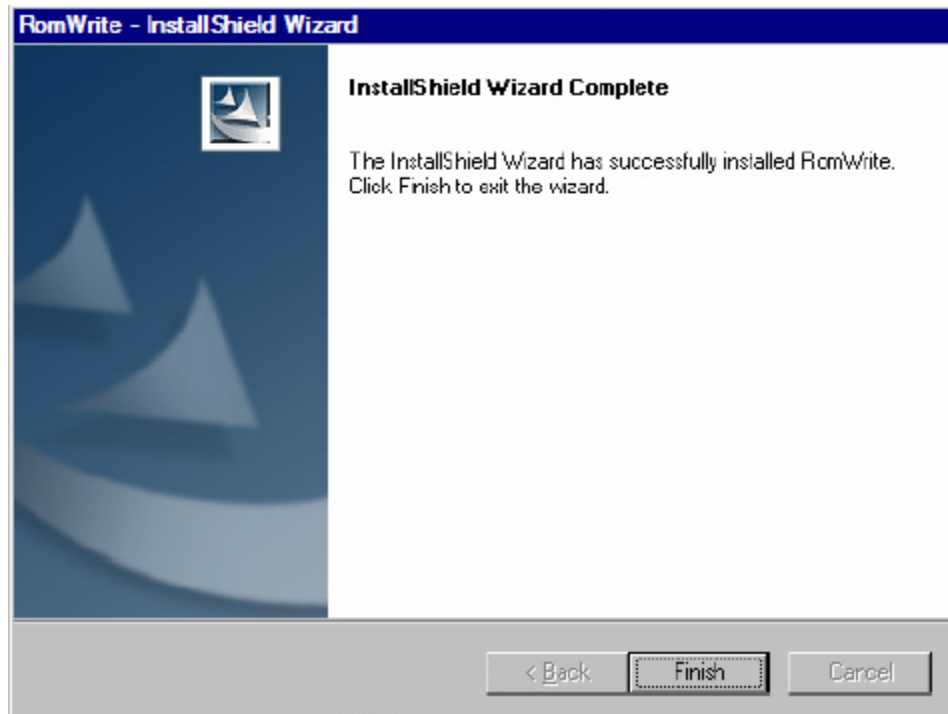 RomWrite - InstallShield Wizard
InstallShield Wizard Complete
The InstallShield Wizard has successfully installed RomWrite.
Click Finish to exit the wizard.
< Back
Finish
Cancel